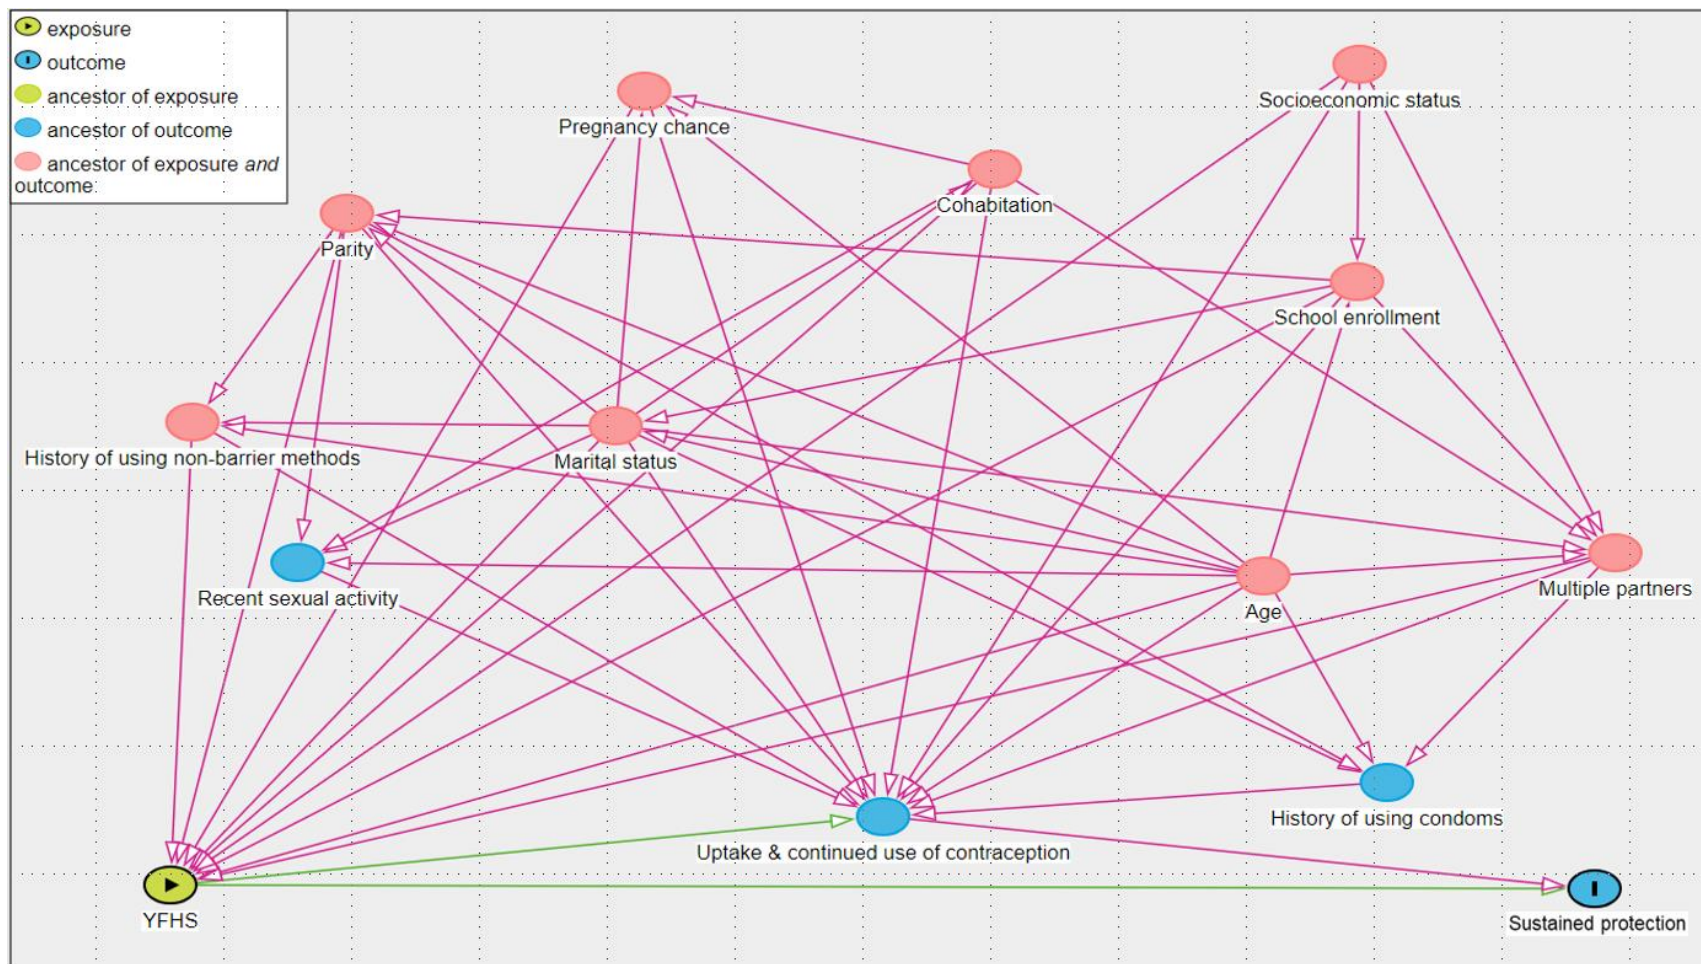 exposure
outcome
ancestor of exposure
ancestor of outcome
ancestor of exposure and
outcome
Socioeconomic status
Pregnancy chance
Cohabitation
Parity
School enrollment
History of using non-barrier methods
Marital status
Recent sexual activity
Multiple partners
Age
History of using condoms
Uptake & continued use of contraception
YFHS
Sustained protection